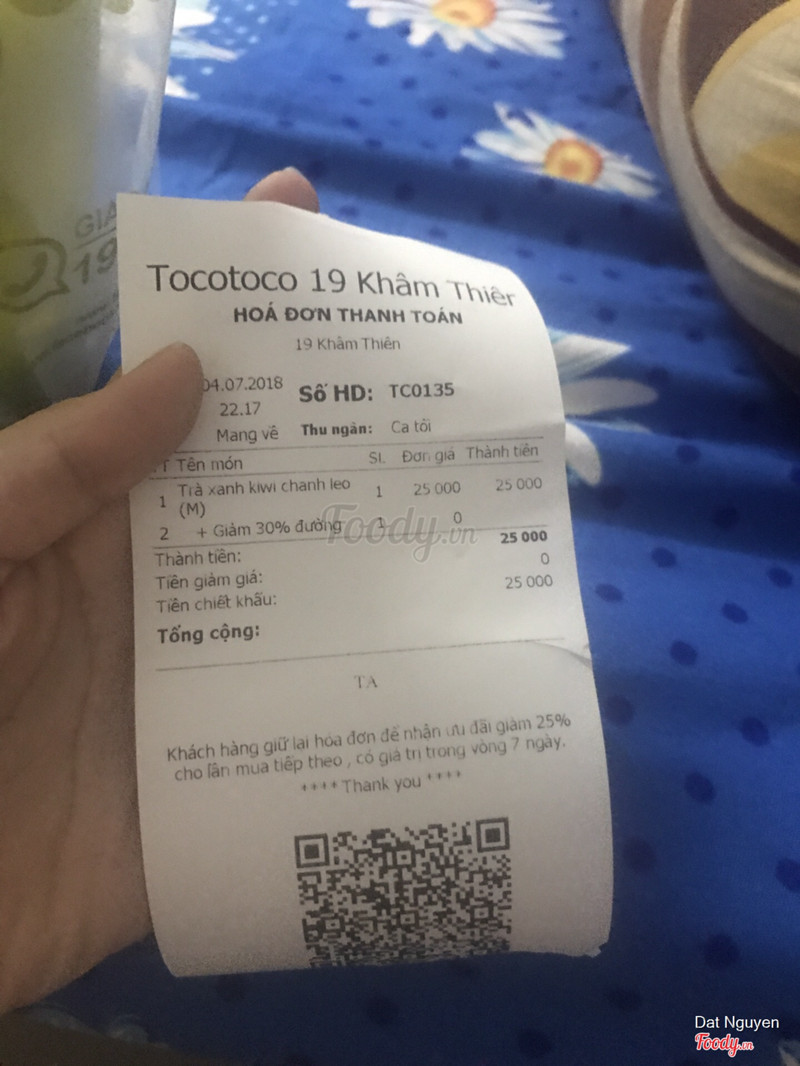 GIA
19
Tocotoco 19 Khâm Thiên
HOÁ ĐƠN THANH TOÁN
19 Khâm Thiên
04.07.2018 Số HD: TC0135
22.17
Mang về Thu ngân: Ca tối
TT Tên món SL Đơn giá Thành tiền
1 Trà xanh kiwi chanh leo (M) 1 25 000 25 000
2 + Giảm 30% đường 1 0
Thành tiền: 25 000
Tiền giảm giá: 0
Tiền chiết khấu: 25 000
Tổng cộng:
TA
Khách hàng giữ lại hóa đơn để nhận ưu đãi giảm 25%
cho lần mua tiếp theo , có giá trị trong vòng 7 ngày.
++++ Thank you ++++
Foody.vn
Dat Nguyen
Foody.vn